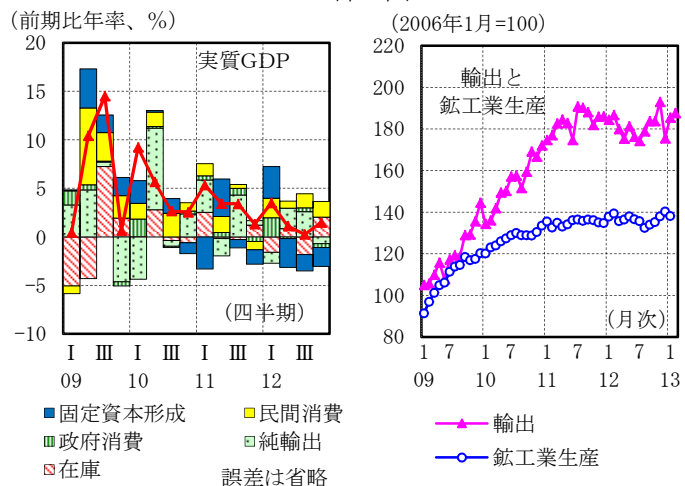 (前期比年率、%)
実質GDP
20
15
10
5
0
−5
−10
(四半期)
Ⅰ Ⅲ Ⅰ Ⅲ Ⅰ Ⅲ Ⅰ Ⅲ
09 10 11 12
固定資本形成 民間消費
政府消費 純輸出
在庫 誤差は省略
(2006年1月=100)
輸出と
鉱工業生産
220
200
180
160
140
120
100
80
(月次)
1 7 1 7 1 7 1 7 1
09 10 11 12 13
輸出
鉱工業生産